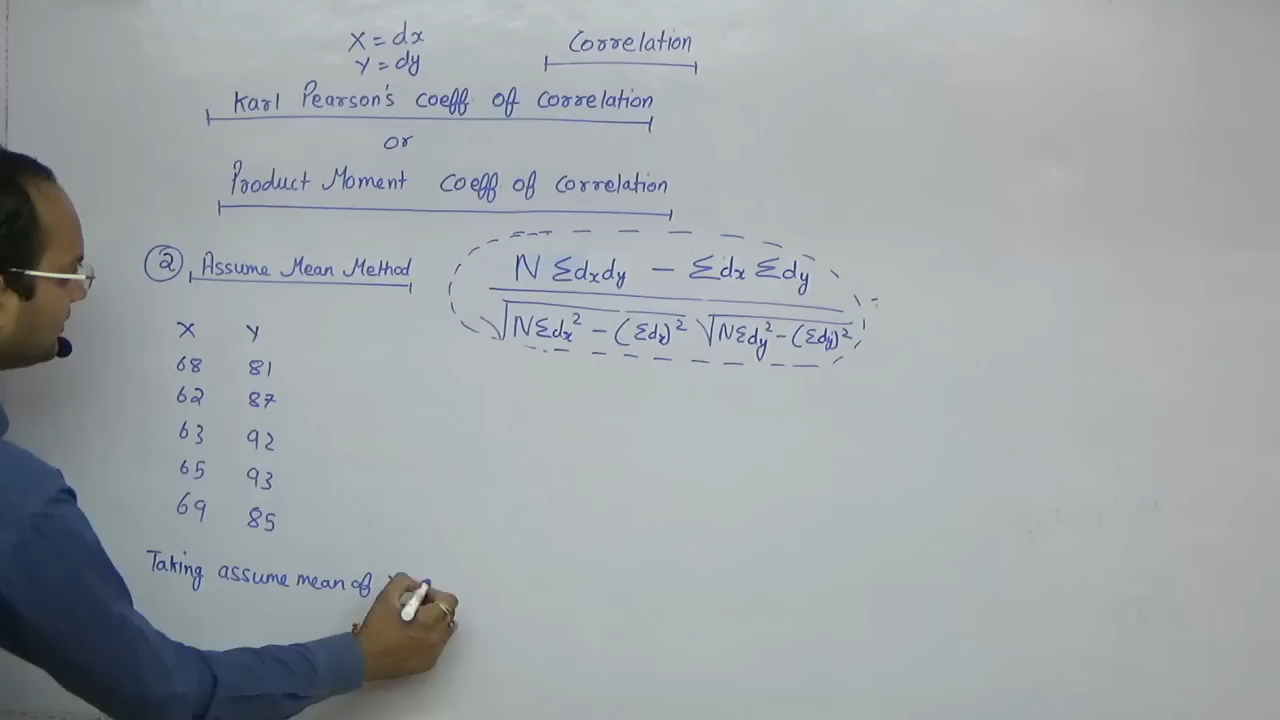 X = dx
Y = dy
Correlation
Karl Pearson's coeff of correlation
or
Product Moment coeff of correlation
② Assume Mean Method
N Σdxdy − Σdx Σdy
√NΣdx² − (Σdx)² √NΣdy² − (Σdy)²
X Y
68 81
62 87
63 92
65 93
69 85
Taking assume mean of